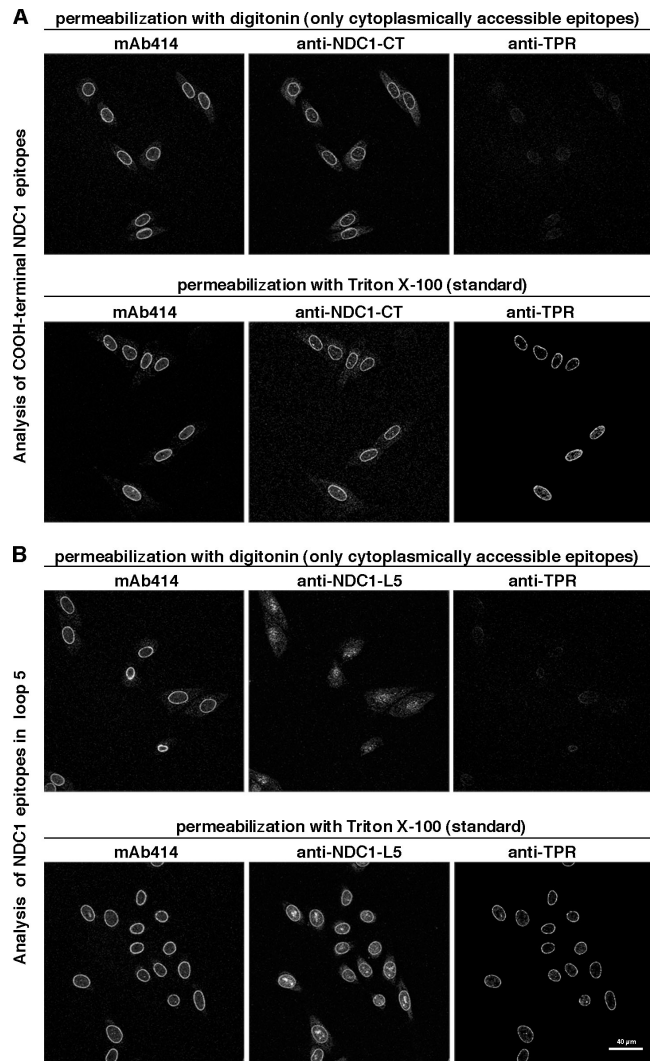 A
permeabilization with digitonin (only cytoplasmically accessible epitopes)
mAb414 anti-NDC1-CT anti-TPR
Analysis of COOH-terminal NDC1 epitopes
permeabilization with Triton X-100 (standard)
mAb414 anti-NDC1-CT anti-TPR
B
permeabilization with digitonin (only cytoplasmically accessible epitopes)
mAb414 anti-NDC1-L5 anti-TPR
Analysis of NDC1 epitopes in loop 5
permeabilization with Triton X-100 (standard)
mAb414 anti-NDC1-L5 anti-TPR
40 µm